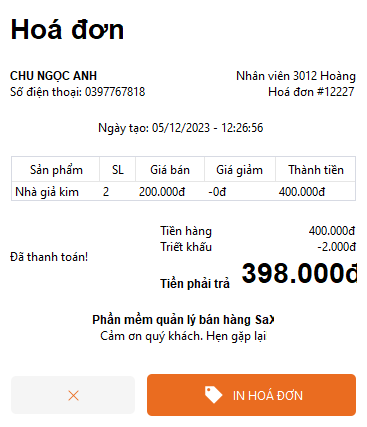 Hoá đơn
CHU NGỌC ANH
Nhân viên 3012 Hoàng
Số điện thoại: 0397767818
Hoá đơn #12227
Ngày tạo: 05/12/2023 - 12:26:56
Sản phẩm SL Giá bán Giá giảm Thành tiền
Nhà giả kim 2 200.000đ -0đ 400.000đ
Tiền hàng 400.000đ
Triết khấu -2.000đ
Đã thanh toán!
Tiền phải trả 398.000đ
Phần mềm quản lý bán hàng SaX
Cảm ơn quý khách. Hẹn gặp lại
IN HOÁ ĐƠN